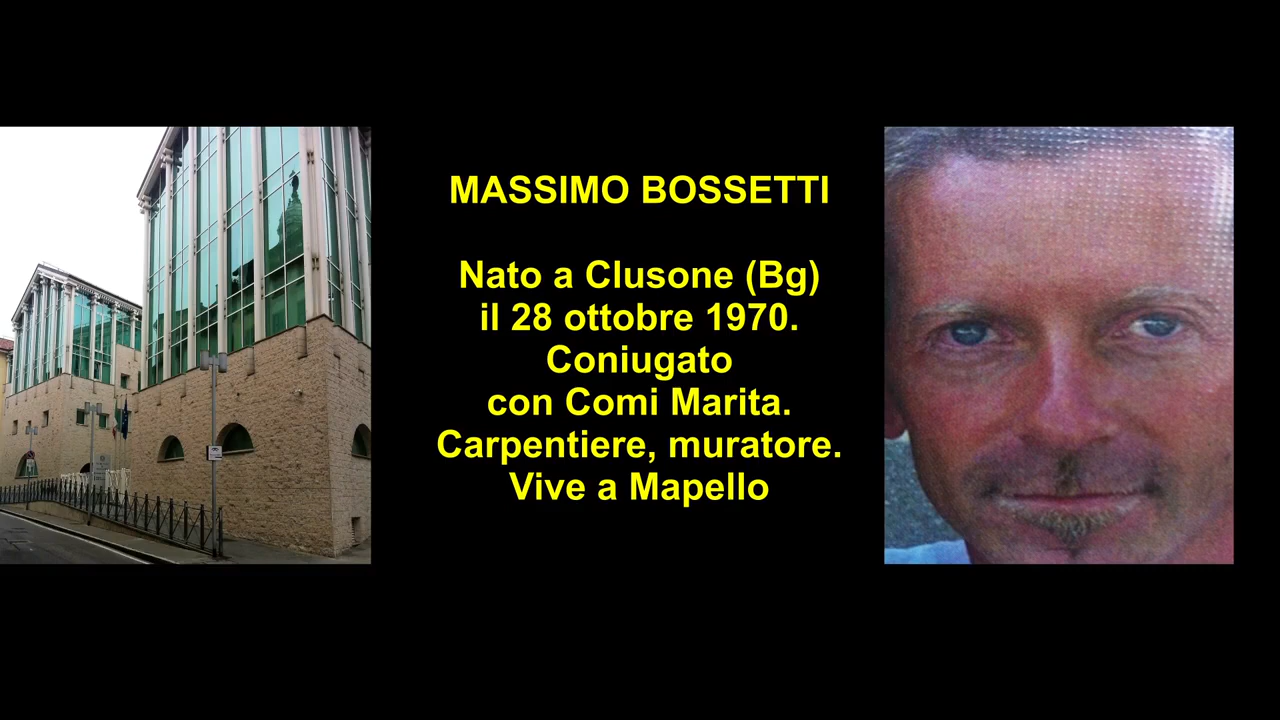 MASSIMO BOSSETTI
Nato a Clusone (Bg)
il 28 ottobre 1970.
Coniugato
con Comi Marita.
Carpentiere, muratore.
Vive a Mapello